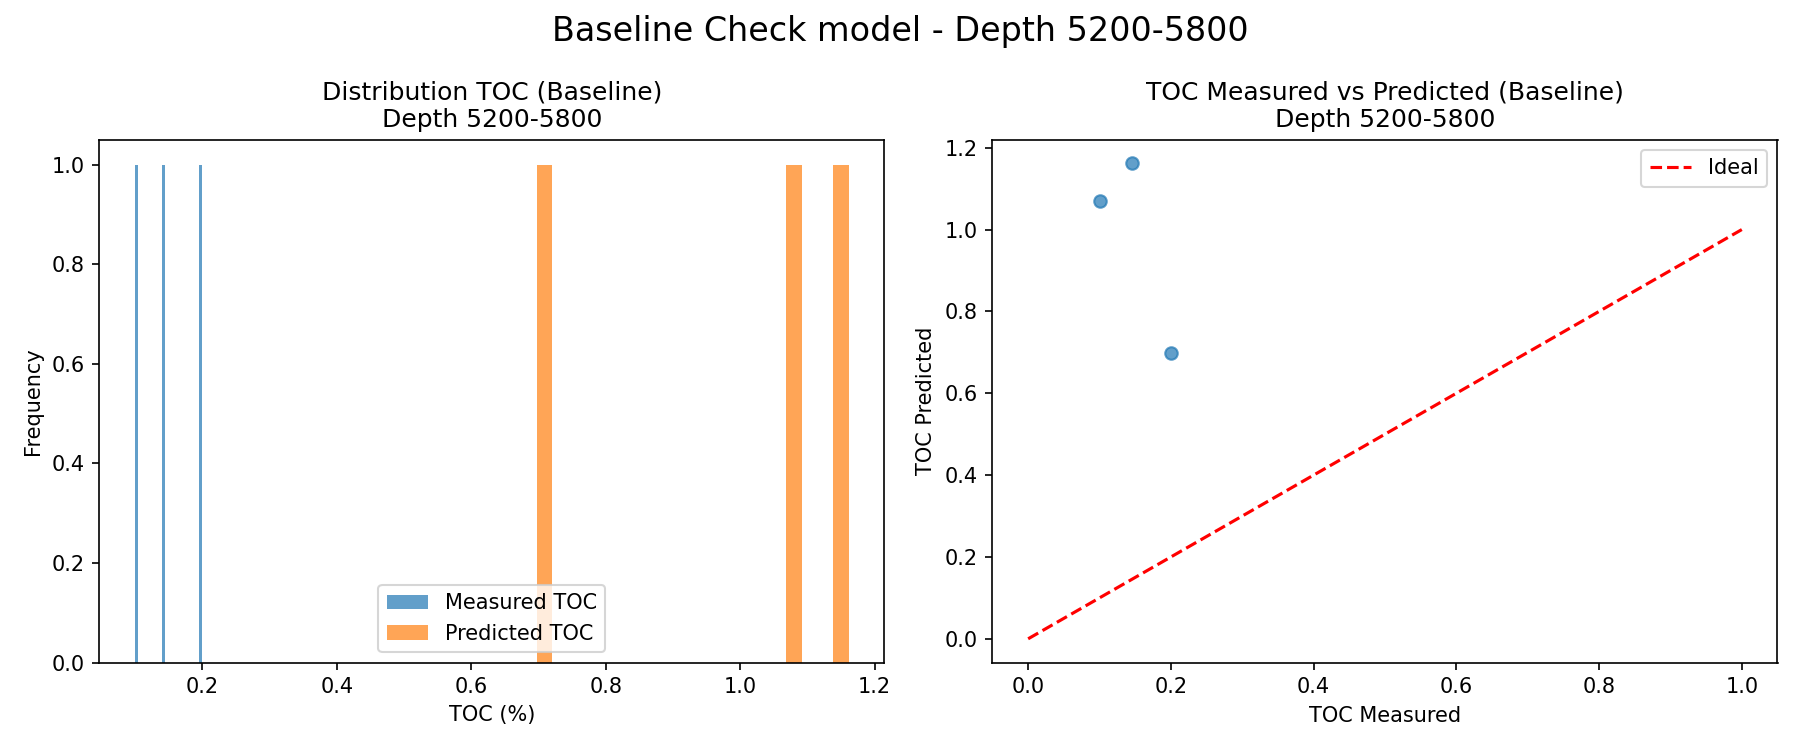 Baseline Check model - Depth 5200-5800
Distribution TOC (Baseline)
Depth 5200-5800
1.0
0.8
0.6
0.4
0.2
0.0
Frequency
0.2 0.4 0.6 0.8 1.0 1.2
TOC (%)
Measured TOC
Predicted TOC
TOC Measured vs Predicted (Baseline)
Depth 5200-5800
1.2
1.0
0.8
0.6
0.4
0.2
0.0
TOC Predicted
0.0 0.2 0.4 0.6 0.8 1.0
TOC Measured
Ideal